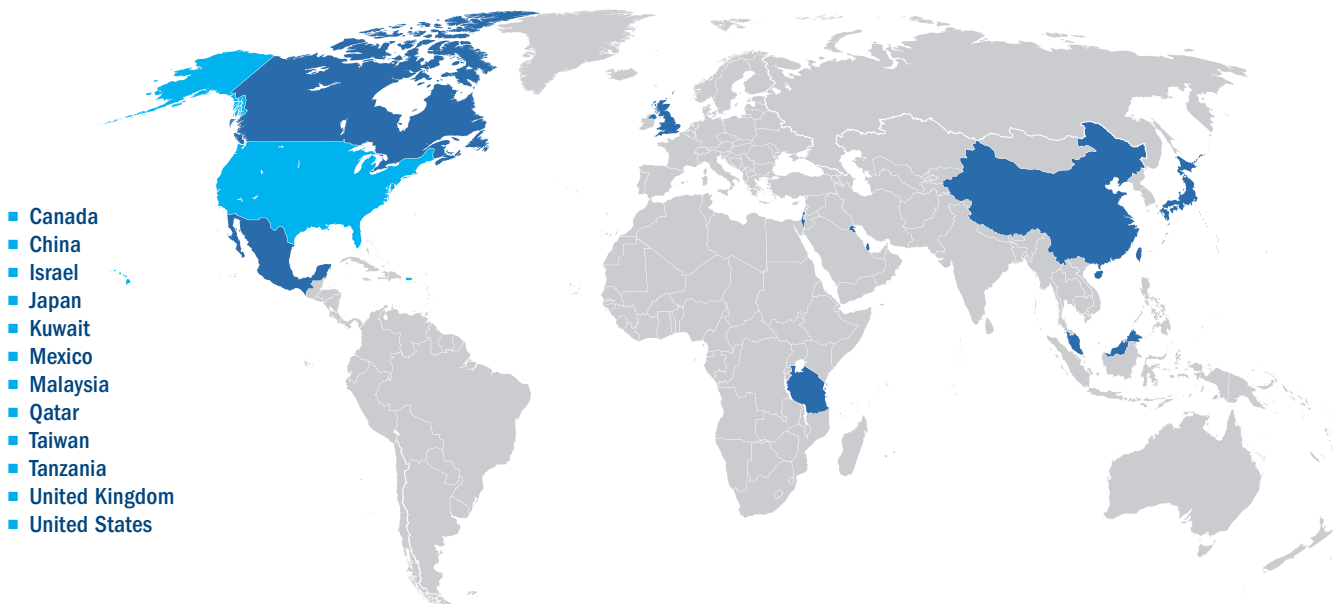 Canada
China
Israel
Japan
Kuwait
Mexico
Malaysia
Qatar
Taiwan
Tanzania
United Kingdom
United States